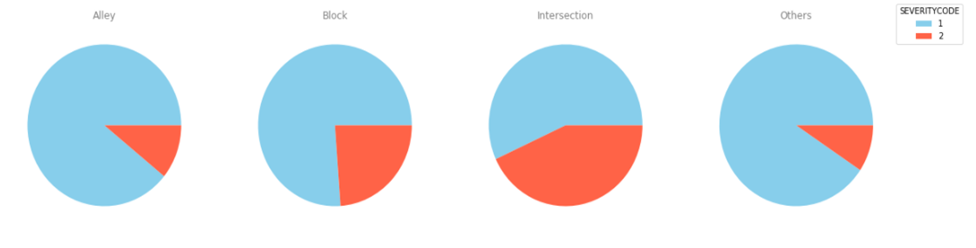 Alley
Block
Intersection
Others
SEVERITYCODE
1
2